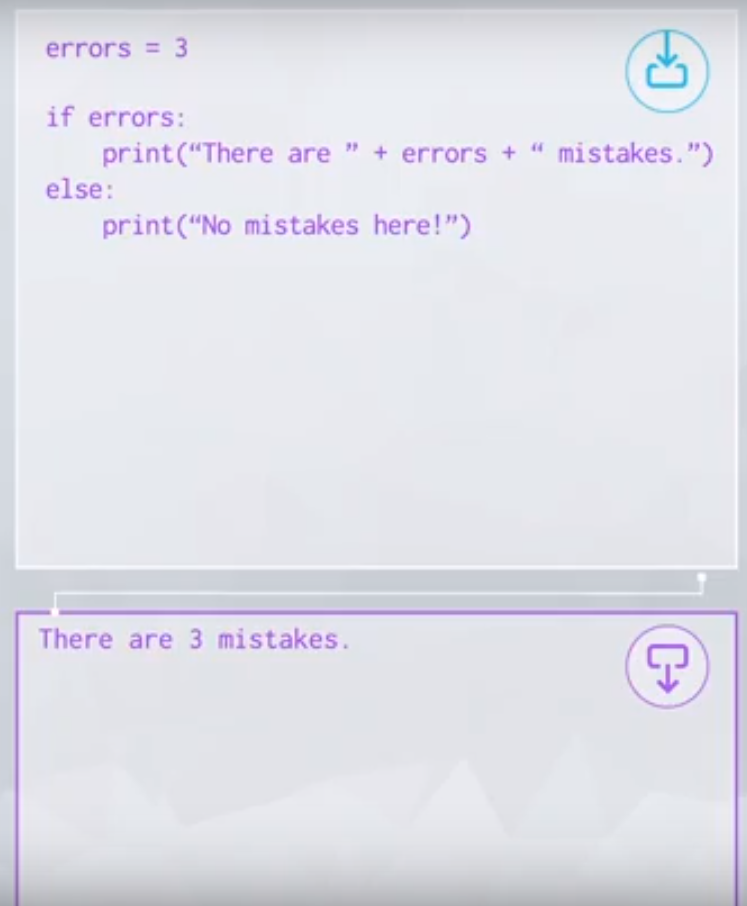 errors = 3
if errors:
print(“There are ” + errors + “ mistakes.”)
else:
print(“No mistakes here!”)
There are 3 mistakes.